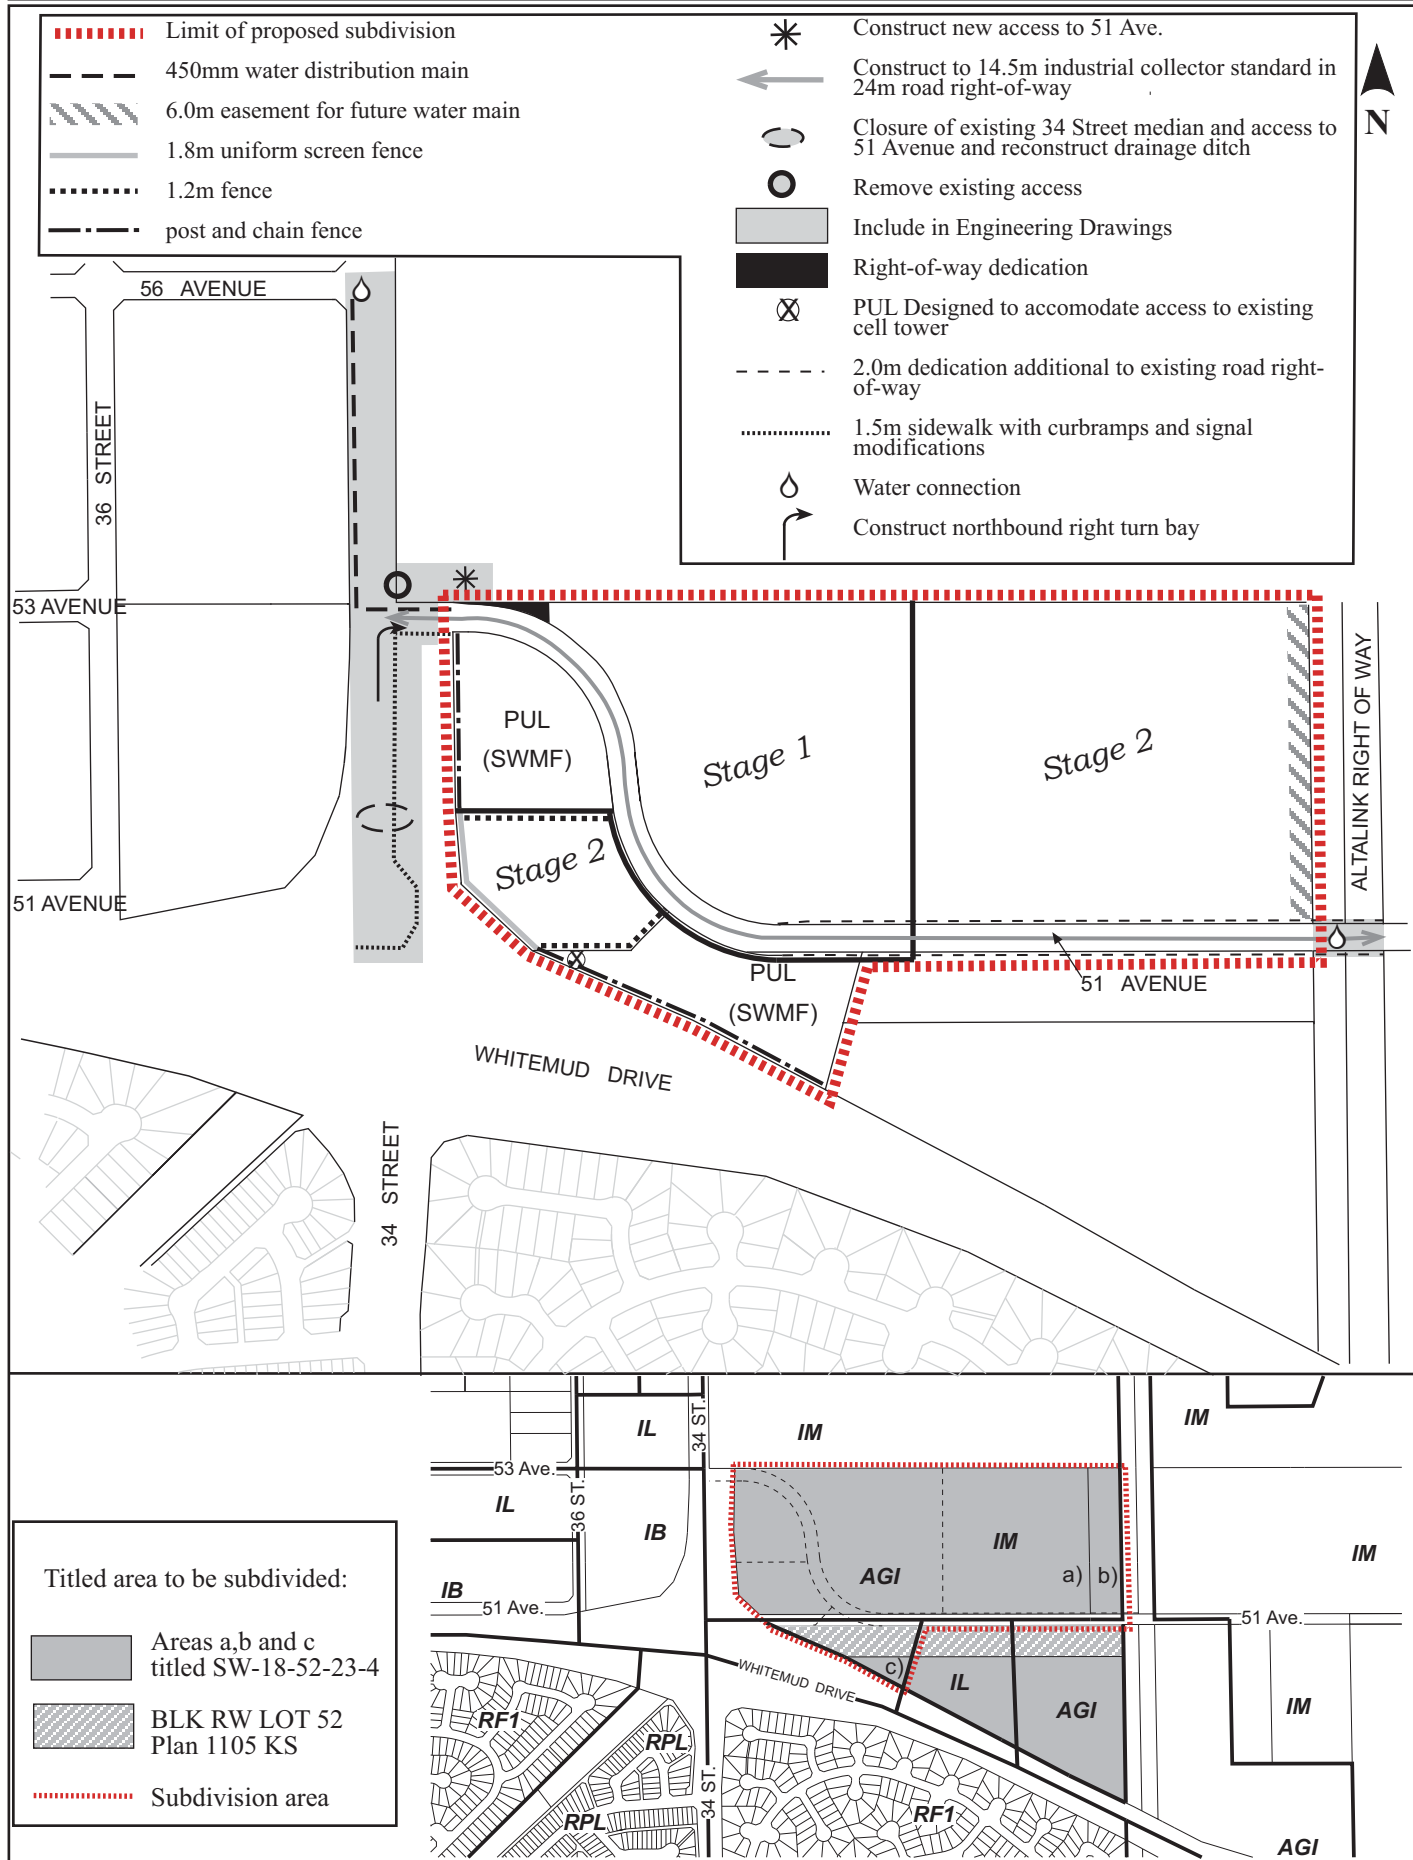 Limit of proposed subdivision
450mm water distribution main
6.0m easement for future water main
1.8m uniform screen fence
1.2m fence
post and chain fence
Construct new access to 51 Ave.
Construct to 14.5m industrial collector standard in
24m road right-of-way
Closure of existing 34 Street median and access to
51 Avenue and reconstruct drainage ditch
Remove existing access
Include in Engineering Drawings
Right-of-way dedication
PUL Designed to accomodate access to existing
cell tower
2.0m dedication additional to existing road right-
of-way
1.5m sidewalk with curbramps and signal
modifications
Water connection
Construct northbound right turn bay
N
56 AVENUE
36 STREET
53 AVENUE
51 AVENUE
PUL
(SWMF)
Stage 1
Stage 2
Stage 2
ALTALINK RIGHT OF WAY
PUL
(SWMF)
51 AVENUE
WHITEMUD DRIVE
34 STREET
IL
34 ST.
IM
IM
53 Ave.
IL
36 ST.
IB
IM
AGI
a)
b)
IM
IB
51 Ave.
51 Ave.
WHITEMUD DRIVE
c)
IL
AGI
IM
RF1
RPL
34 ST.
RPL
RF1
AGI
Titled area to be subdivided:
Areas a,b and c
titled SW-18-52-23-4
BLK RW LOT 52
Plan 1105 KS
Subdivision area